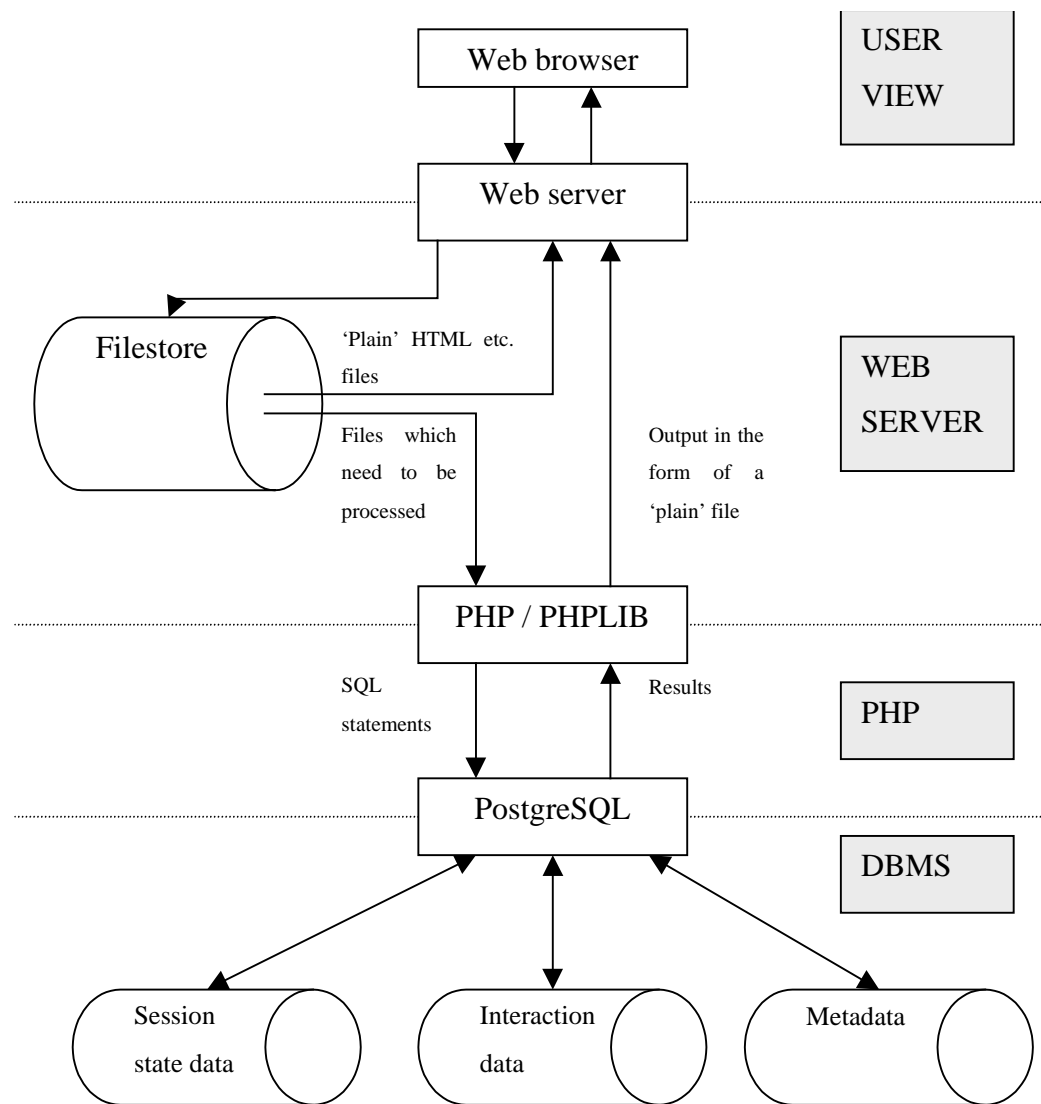 Web browser
USER
VIEW
Web server
Filestore
‘Plain’ HTML etc.
files
WEB
SERVER
Files which
need to be
processed
Output in the
form of a
‘plain’ file
PHP / PHPLIB
SQL
statements
Results
PHP
PostgreSQL
DBMS
Session
state data
Interaction
data
Metadata